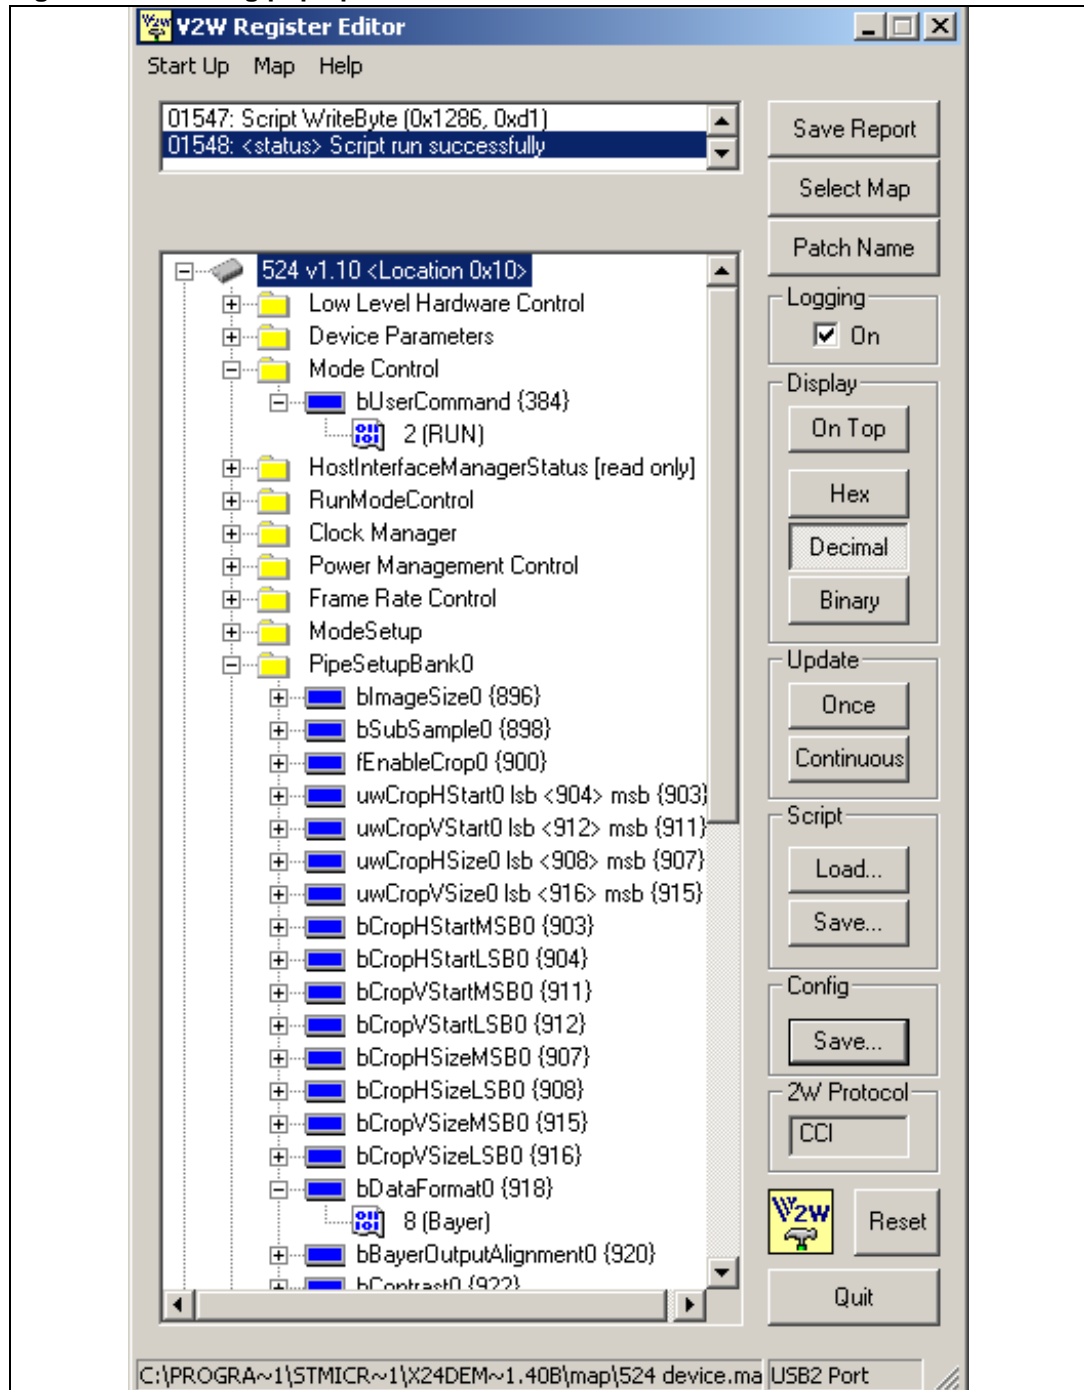 V2W Register Editor
Start Up Map Help
01547: Script WriteByte (0x1286, 0xd1)
01548: <status> Script run successfully
Save Report
Select Map
Patch Name
524 v1.10 <Location 0x10>
Low Level Hardware Control
Device Parameters
Mode Control
bUserCommand {384}
2 (RUN)
HostInterfaceManagerStatus [read only]
RunModeControl
Clock Manager
Power Management Control
Frame Rate Control
ModeSetup
PipeSetupBank0
bImageSize0 {896}
bSubSample0 {898}
fEnableCrop0 {900}
uwCropHStart0 lsb <904> msb {903}
uwCropVStart0 lsb <912> msb {911}
uwCropHSize0 lsb <908> msb {907}
uwCropVSize0 lsb <916> msb {915}
bCropHStartMSB0 {903}
bCropHStartLSB0 {904}
bCropVStartMSB0 {911}
bCropVStartLSB0 {912}
bCropHSizeMSB0 {907}
bCropHSizeLSB0 {908}
bCropVSizeMSB0 {915}
bCropVSizeLSB0 {916}
bDataFormat0 {918}
8 (Bayer)
bBayerOutputAlignment0 {920}
bContrast0 {922}
Logging
On
Display
On Top
Hex
Decimal
Binary
Update
Once
Continuous
Script
Load...
Save...
Config
Save...
2W Protocol
CCI
V2W
Reset
Quit
C:\PROGRA~1\STMICR~1\X24DEM~1.40B\map\524 device.ma
USB2 Port